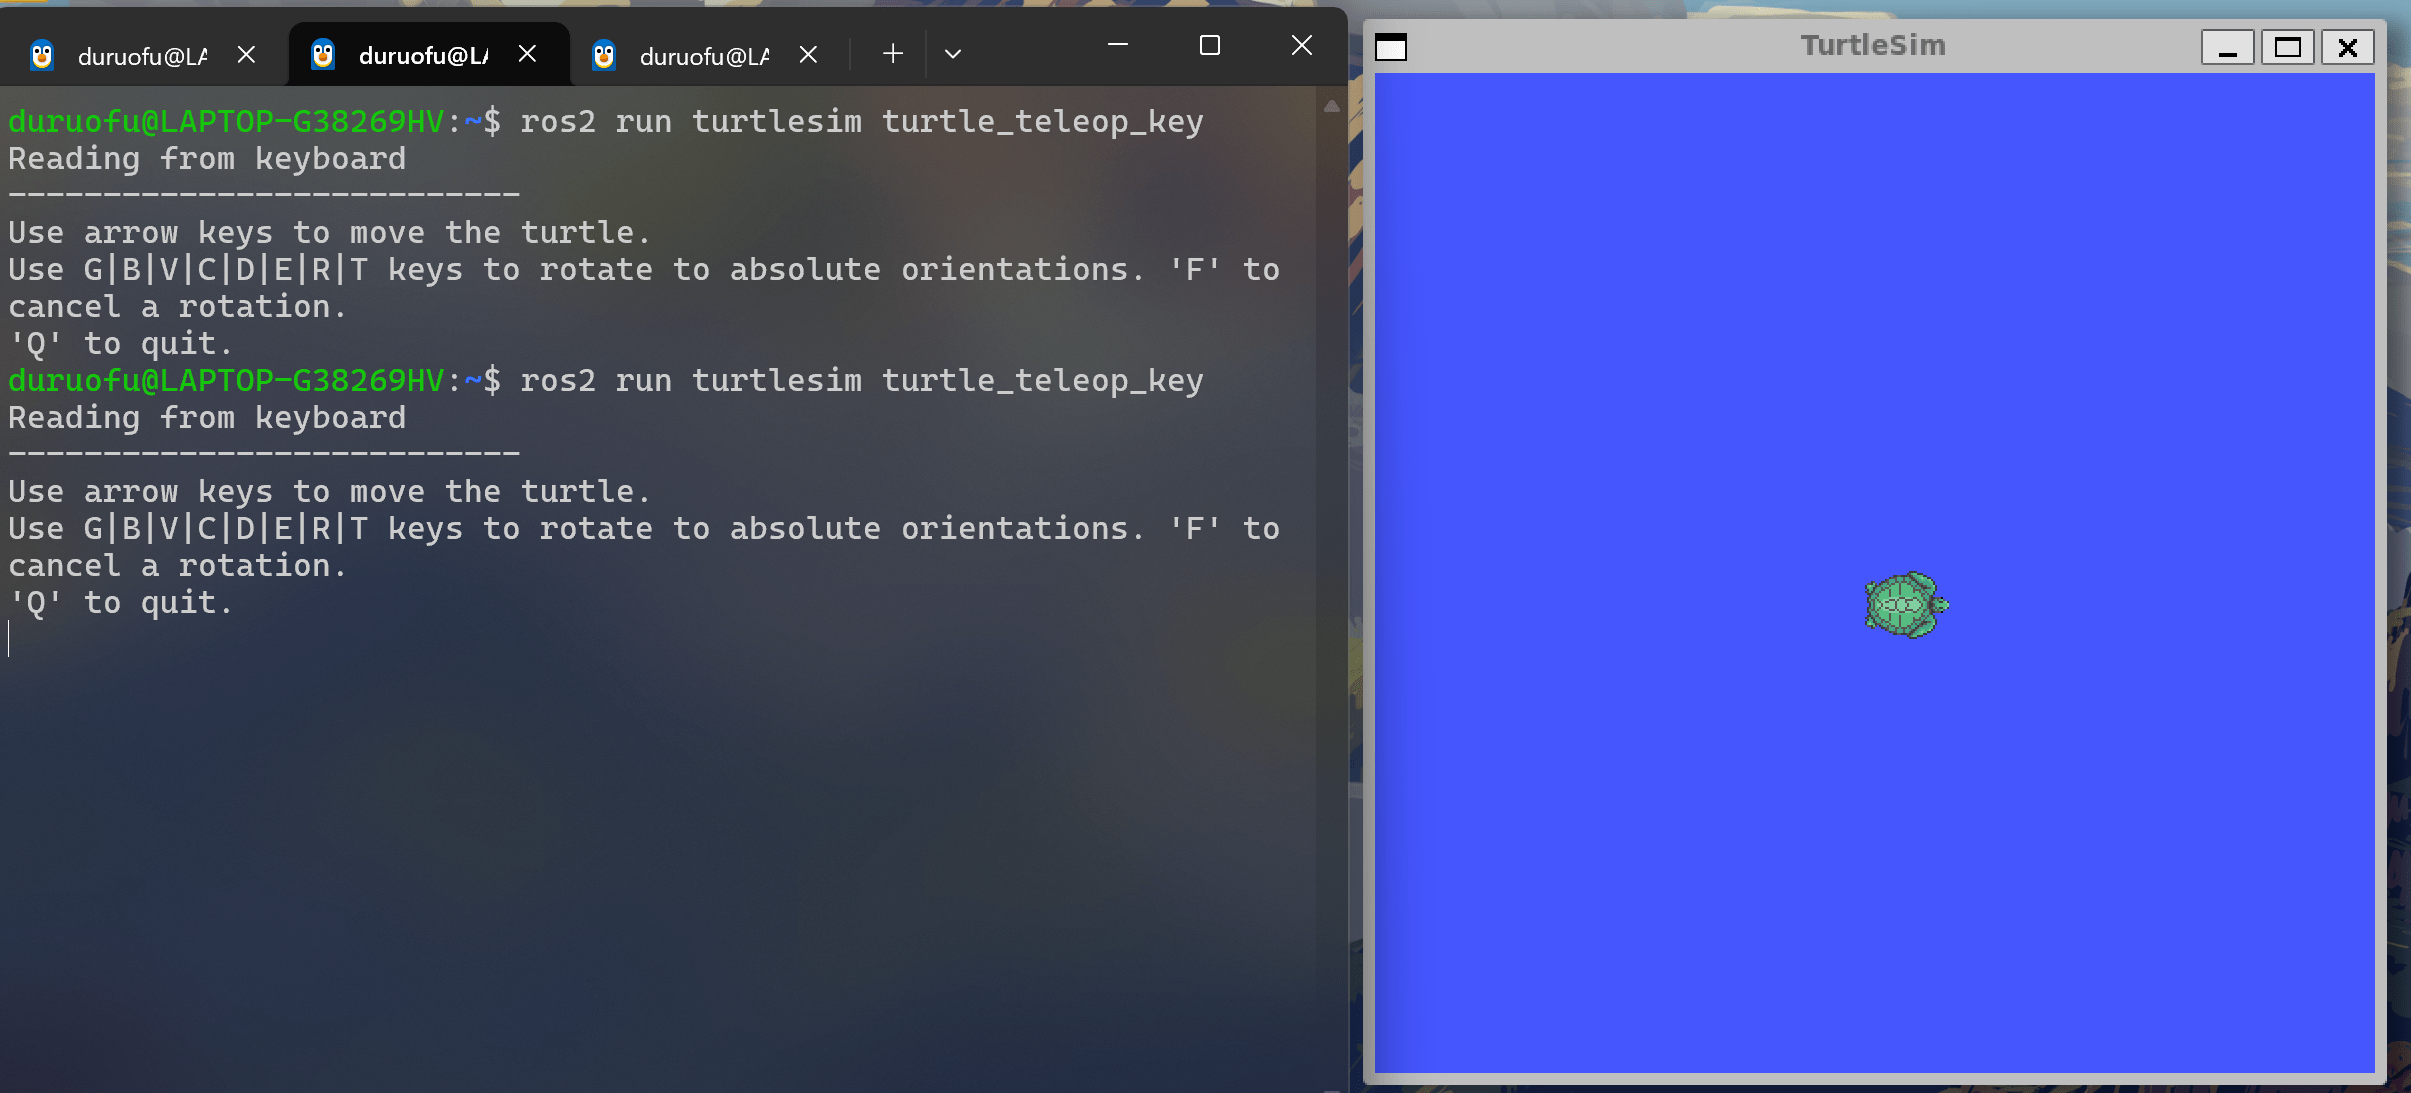 duruofu@LA
duruofu@LA
duruofu@LA
duruofu@LAPTOP-G38269HV:~$ ros2 run turtlesim turtle_teleop_key
Reading from keyboard
---------------------------
Use arrow keys to move the turtle.
Use G|B|V|C|D|E|R|T keys to rotate to absolute orientations. 'F' to
cancel a rotation.
'Q' to quit.
duruofu@LAPTOP-G38269HV:~$ ros2 run turtlesim turtle_teleop_key
Reading from keyboard
---------------------------
Use arrow keys to move the turtle.
Use G|B|V|C|D|E|R|T keys to rotate to absolute orientations. 'F' to
cancel a rotation.
'Q' to quit.
TurtleSim